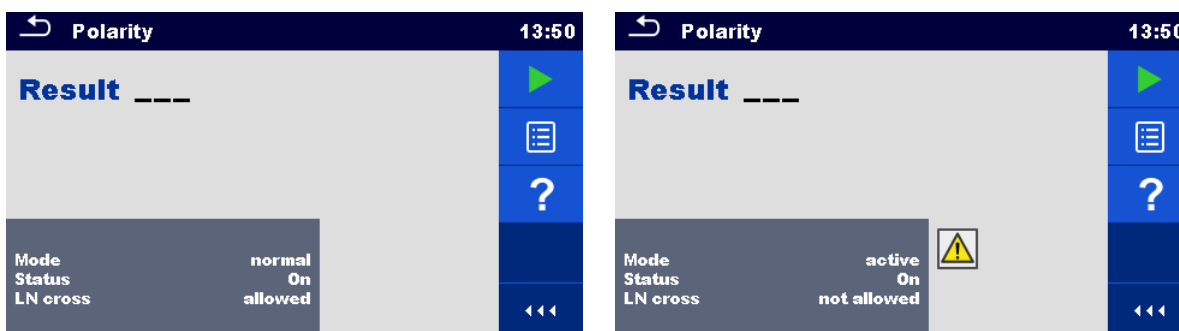 Polarity 13:50
Result ___
?
Mode normal
Status On
LN cross allowed
Polarity 13:50
Result ___
?
Mode active
Status On
LN cross not allowed